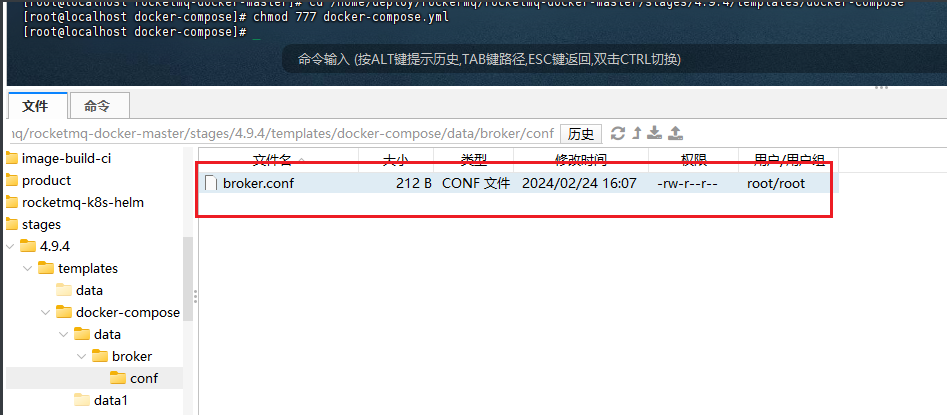 [root@localhost rocketmq-docker-master]# cd /home/deploy/rocketmq/rocketmq-docker-master/stages/4.9.4/templates/docker-compose
[root@localhost docker-compose]# chmod 777 docker-compose.yml
[root@localhost docker-compose]# _
命令输入 (按ALT键提示历史,TAB键路径,ESC键返回,双击CTRL切换)
文件 命令
ıq/rocketmq-docker-master/stages/4.9.4/templates/docker-compose/data/broker/conf 历史
文件名 大小 类型 修改时间 权限 用户/用户组
broker.conf 212 B CONF 文件 2024/02/24 16:07 -rw-r--r-- root/root
image-build-ci
product
rocketmq-k8s-helm
stages
4.9.4
templates
data
docker-compose
data
broker
conf
data1